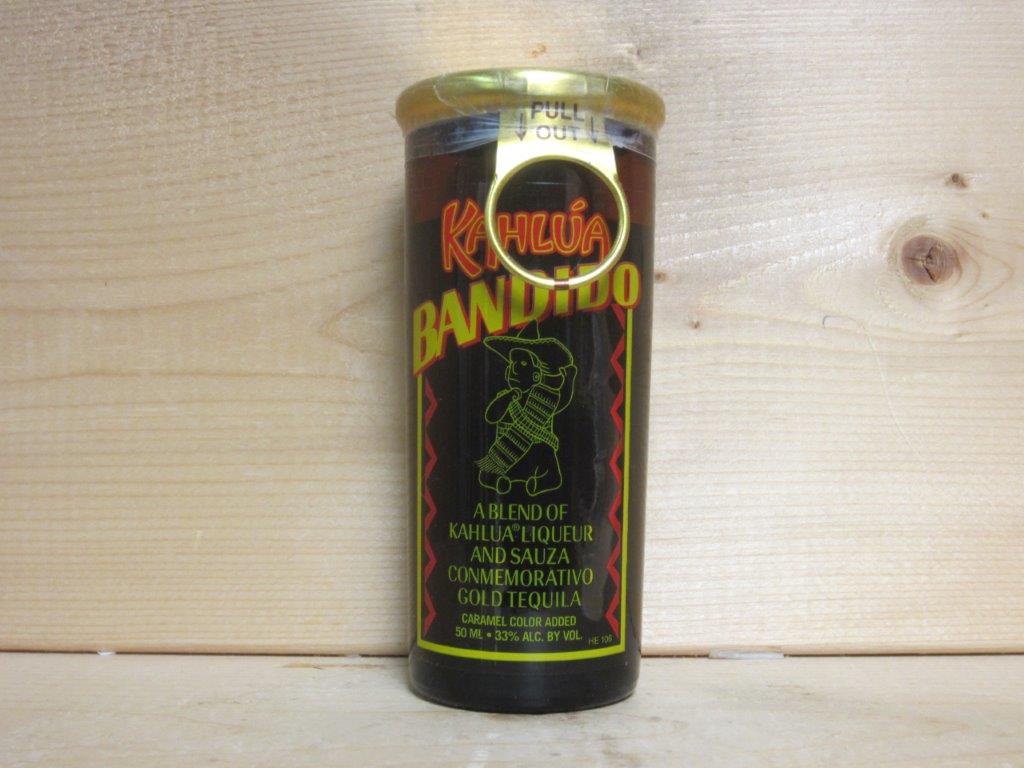 PULL
OUT
KAHLÚA
BANDIDO
A BLEND OF
KAHLUA® LIQUEUR
AND SAUZA
CONMEMORATIVO
GOLD TEQUILA
CARAMEL COLOR ADDED
50 ML • 33% ALC. BY VOL.
HE 106